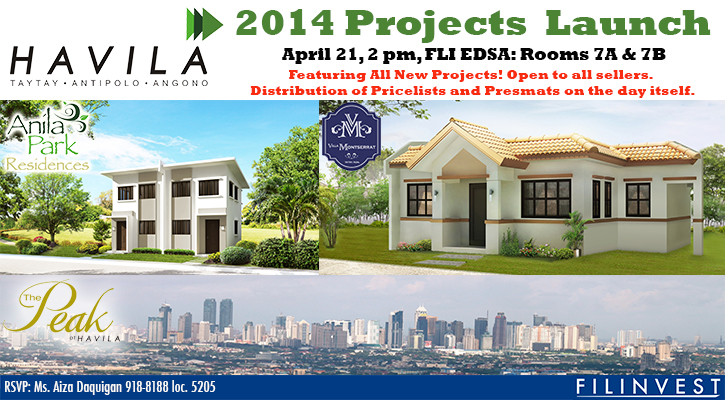 HAVILA
TAYTAY • ANTIPOLO • ANGONO
2014 Projects Launch
April 21, 2 pm, FLI EDSA: Rooms 7A & 7B
Featuring All New Projects! Open to all sellers.
Distribution of Pricelists and Presmats on the day itself.
Anila
Park
Residences
VM
VILLA
MONTSERRAT
The
Peak
OF HAVILA
RSVP: Ms. Aiza Daquigan 918-8188 loc. 5205
FILINVEST